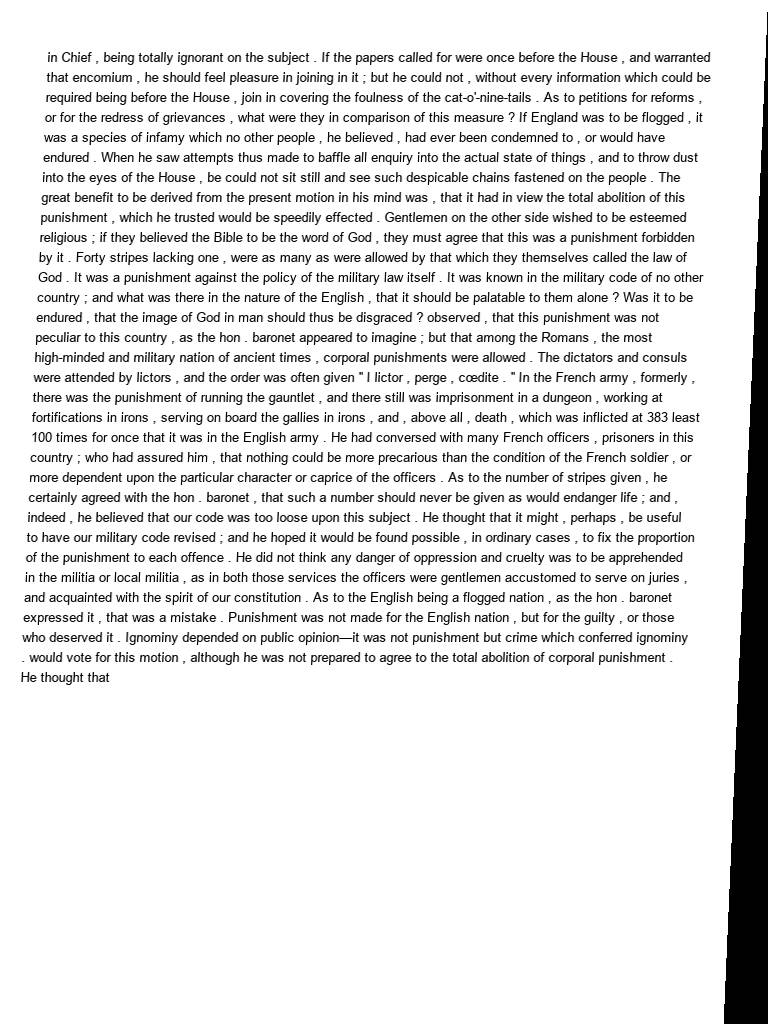 in Chief , being totally ignorant on the subject . If the papers called for were once before the House , and warranted
that encomium , he should feel pleasure in joining in it ; but he could not , without every information which could be
required being before the House , join in covering the foulness of the cat-o'-nine-tails . As to petitions for reforms ,
or for the redress of grievances , what were they in comparison of this measure ? If England was to be flogged , it
was a species of infamy which no other people , he believed , had ever been condemned to , or would have
endured . When he saw attempts thus made to baffle all enquiry into the actual state of things , and to throw dust
into the eyes of the House , be could not sit still and see such despicable chains fastened on the people . The
great benefit to be derived from the present motion in his mind was , that it had in view the total abolition of this
punishment , which he trusted would be speedily effected . Gentlemen on the other side wished to be esteemed
religious ; if they believed the Bible to be the word of God , they must agree that this was a punishment forbidden
by it . Forty stripes lacking one , were as many as were allowed by that which they themselves called the law of
God . It was a punishment against the policy of the military law itself . It was known in the military code of no other
country ; and what was there in the nature of the English , that it should be palatable to them alone ? Was it to be
endured , that the image of God in man should thus be disgraced ? observed , that this punishment was not
peculiar to this country , as the hon . baronet appeared to imagine ; but that among the Romans , the most
high-minded and military nation of ancient times , corporal punishments were allowed . The dictators and consuls
were attended by lictors , and the order was often given " I lictor , perge , cœdite . " In the French army , formerly ,
there was the punishment of running the gauntlet , and there still was imprisonment in a dungeon , working at
fortifications in irons , serving on board the gallies in irons , and , above all , death , which was inflicted at 383 least
100 times for once that it was in the English army . He had conversed with many French officers , prisoners in this
country ; who had assured him , that nothing could be more precarious than the condition of the French soldier , or
more dependent upon the particular character or caprice of the officers . As to the number of stripes given , he
certainly agreed with the hon . baronet , that such a number should never be given as would endanger life ; and ,
indeed , he believed that our code was too loose upon this subject . He thought that it might , perhaps , be useful
to have our military code revised ; and he hoped it would be found possible , in ordinary cases , to fix the proportion
of the punishment to each offence . He did not think any danger of oppression and cruelty was to be apprehended
in the militia or local militia , as in both those services the officers were gentlemen accustomed to serve on juries ,
and acquainted with the spirit of our constitution . As to the English being a flogged nation , as the hon . baronet
expressed it , that was a mistake . Punishment was not made for the English nation , but for the guilty , or those
who deserved it . Ignominy depended on public opinion—it was not punishment but crime which conferred ignominy
. would vote for this motion , although he was not prepared to agree to the total abolition of corporal punishment .
He thought that